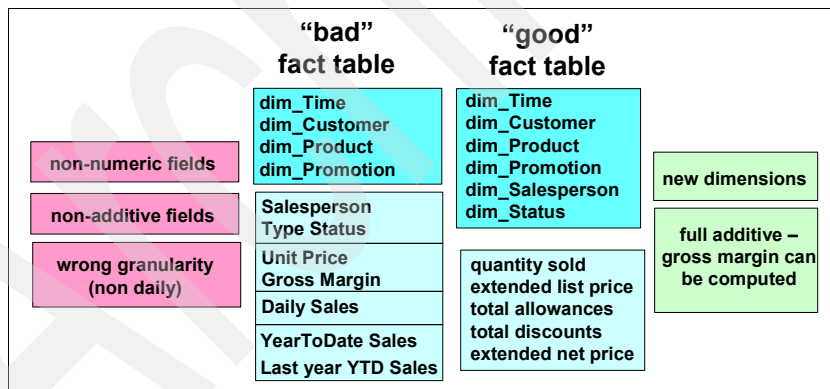 “bad”
fact table
“good”
fact table
dim_Time
dim_Customer
dim_Product
dim_Promotion
dim_Time
dim_Customer
dim_Product
dim_Promotion
dim_Salesperson
dim_Status
non-numeric fields
non-additive fields
wrong granularity
(non daily)
Salesperson
Type Status
Unit Price
Gross Margin
Daily Sales
YearToDate Sales
Last year YTD Sales
quantity sold
extended list price
total allowances
total discounts
extended net price
new dimensions
full additive –
gross margin can
be computed